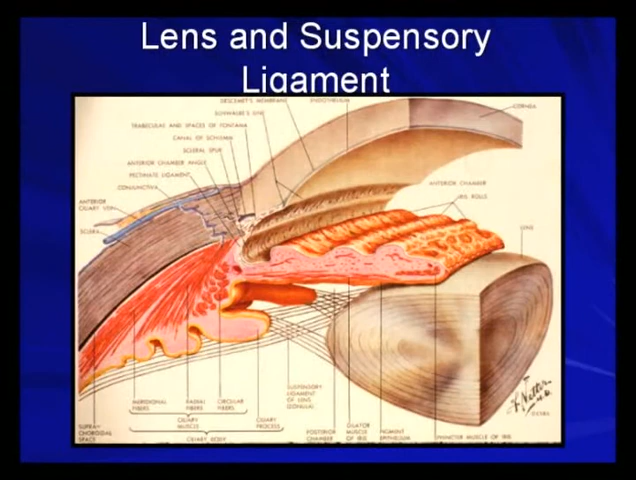 Lens and Suspensory
Ligament
DESCEMET'S MEMBRANE
ENDOTHELIUM
CORNEA
SCHWALBE'S LINE
TRABECULAE AND SPACES OF FONTANA
CANAL OF SCHLEMM
SCLERAL SPUR
ANTERIOR CHAMBER ANGLE
PECTINATE LIGAMENT
CONJUNCTIVA
ANTERIOR
CILIARY VEIN
SCLERA
ANTERIOR CHAMBER
IRIS ROLLS
LENS
MERIDIONAL
FIBERS
RADIAL
FIBERS
CIRCULAR
FIBERS
CILIARY
MUSCLE
CILIARY
PROCESS
CILIARY BODY
SUPRA-
CHOROIDAL
SPACE
SUSPENSORY
LIGAMENT
OF LENS
(ZONULAR)
POSTERIOR
CHAMBER
DILATOR
MUSCLE
OF IRIS
PIGMENT
EPITHELIUM
SPHINCTER MUSCLE OF IRIS
F. Netter
M.D.